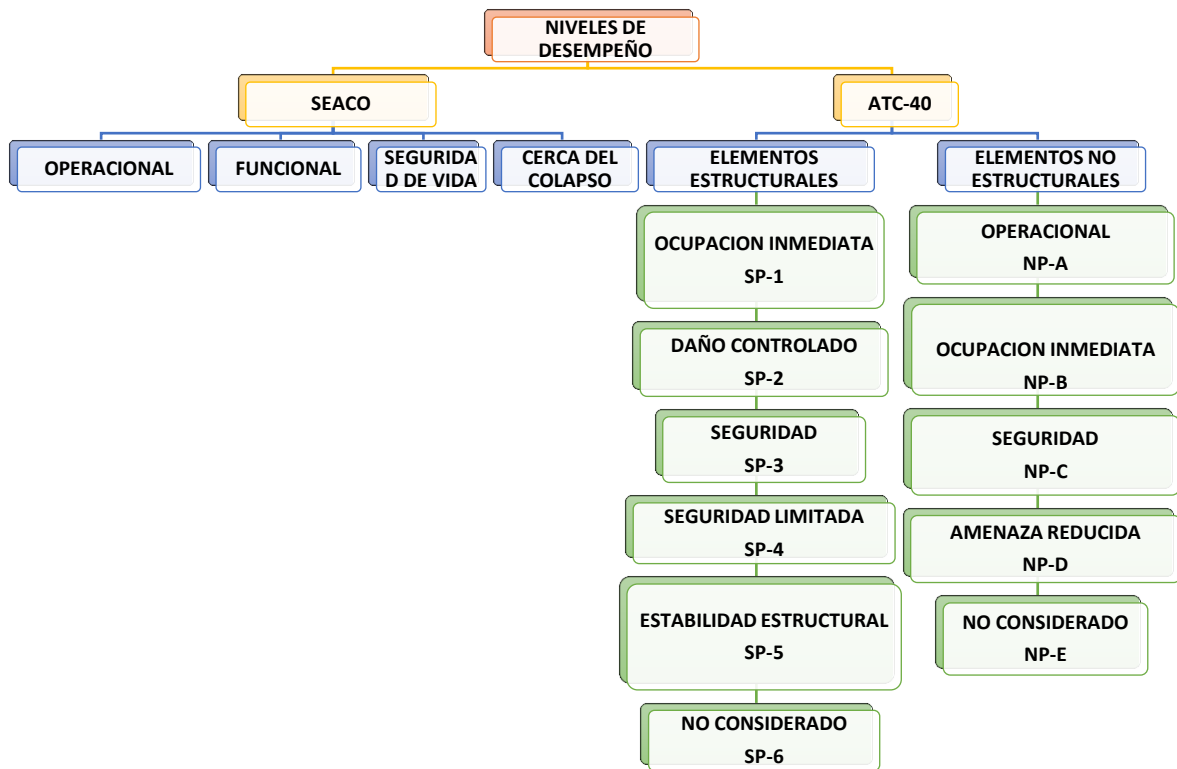 NIVELES DE
DESEMPEÑO
SEACO
ATC-40
OPERACIONAL
FUNCIONAL
SEGURIDA
D DE VIDA
CERCA DEL
COLAPSO
ELEMENTOS
ESTRUCTURALES
ELEMENTOS NO
ESTRUCTURALES
OCUPACION INMEDIATA
SP-1
DAÑO CONTROLADO
SP-2
SEGURIDAD
SP-3
SEGURIDAD LIMITADA
SP-4
ESTABILIDAD ESTRUCTURAL
SP-5
NO CONSIDERADO
SP-6
OPERACIONAL
NP-A
OCUPACION INMEDIATA
NP-B
SEGURIDAD
NP-C
AMENAZA REDUCIDA
NP-D
NO CONSIDERADO
NP-E